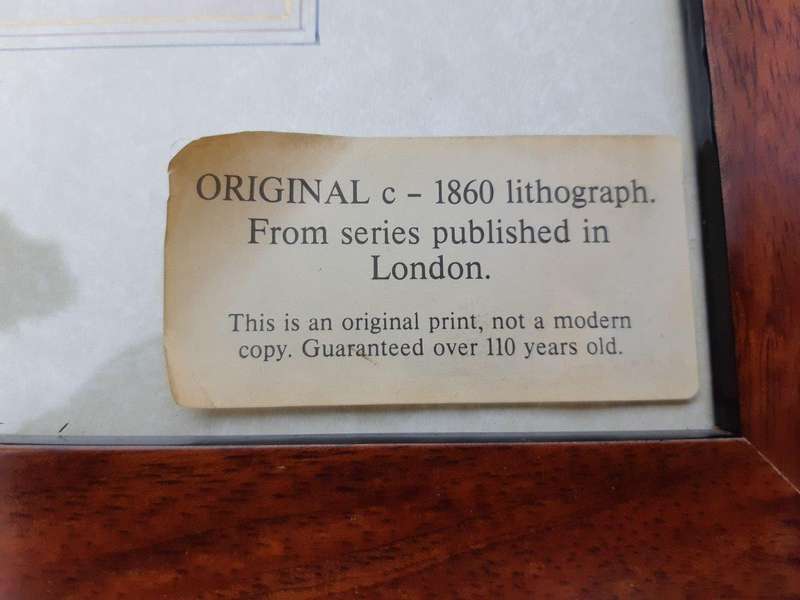 ORIGINAL c – 1860 lithograph.
From series published in
London.
This is an original print, not a modern
copy. Guaranteed over 110 years old.